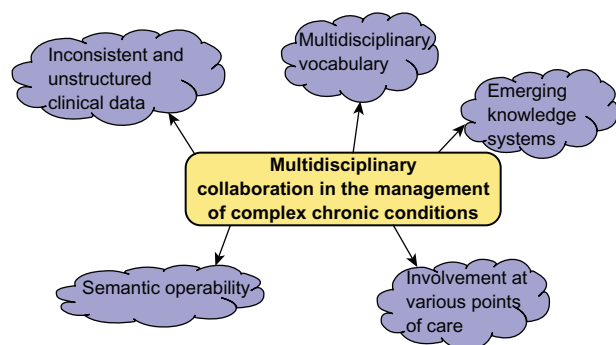 Inconsistent and
unstructured
clinical data
Multidisciplinary
vocabulary
Emerging
knowledge
systems
Multidisciplinary
collaboration in the management
of complex chronic conditions
Semantic operability
Involvement at
various points
of care